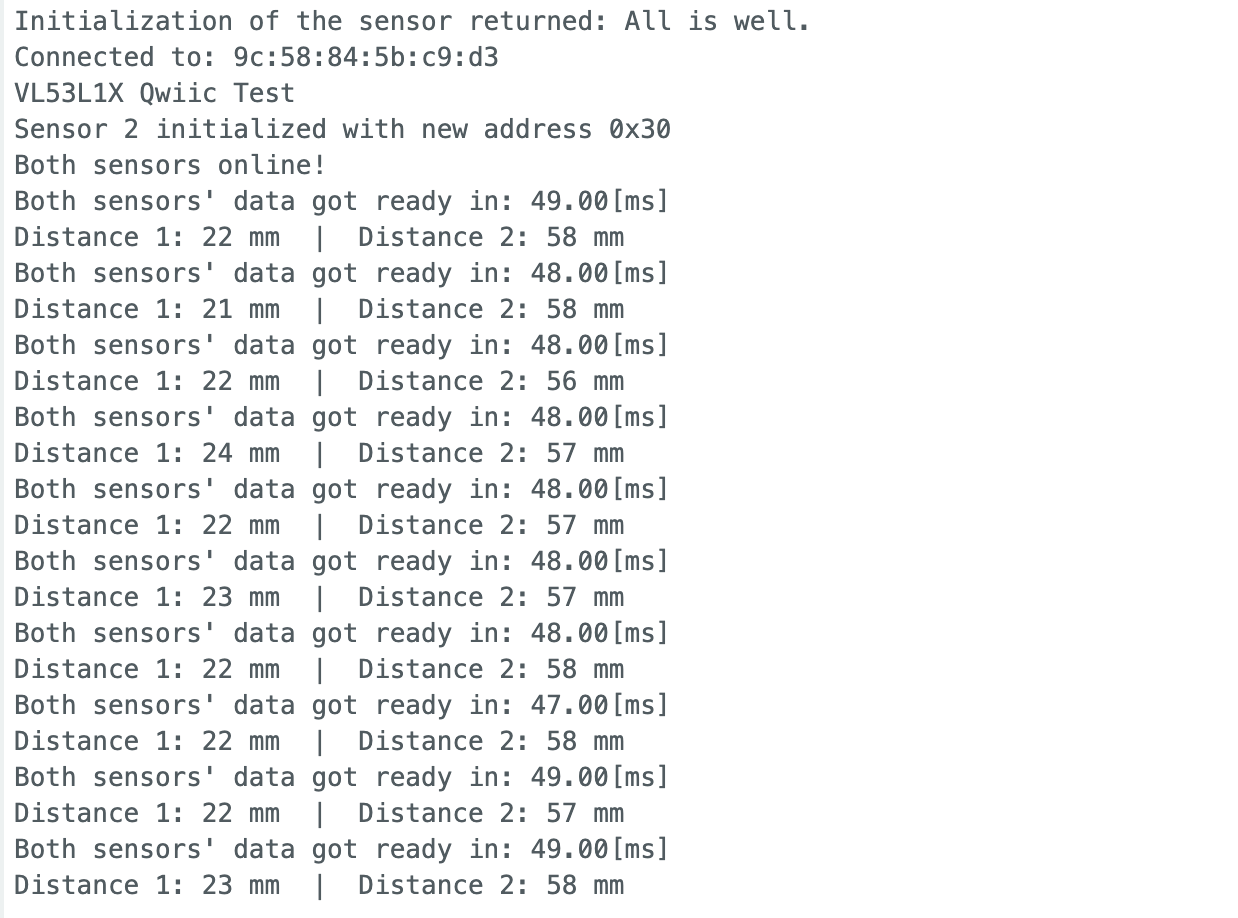 Initialization of the sensor returned: All is well.
Connected to: 9c:58:84:5b:c9:d3
VL53L1X Qwiic Test
Sensor 2 initialized with new address 0x30
Both sensors online!
Both sensors' data got ready in: 49.00[ms]
Distance 1: 22 mm  |  Distance 2: 58 mm
Both sensors' data got ready in: 48.00[ms]
Distance 1: 21 mm  |  Distance 2: 58 mm
Both sensors' data got ready in: 48.00[ms]
Distance 1: 22 mm  |  Distance 2: 56 mm
Both sensors' data got ready in: 48.00[ms]
Distance 1: 24 mm  |  Distance 2: 57 mm
Both sensors' data got ready in: 48.00[ms]
Distance 1: 22 mm  |  Distance 2: 57 mm
Both sensors' data got ready in: 48.00[ms]
Distance 1: 23 mm  |  Distance 2: 57 mm
Both sensors' data got ready in: 48.00[ms]
Distance 1: 22 mm  |  Distance 2: 58 mm
Both sensors' data got ready in: 47.00[ms]
Distance 1: 22 mm  |  Distance 2: 58 mm
Both sensors' data got ready in: 49.00[ms]
Distance 1: 22 mm  |  Distance 2: 57 mm
Both sensors' data got ready in: 49.00[ms]
Distance 1: 23 mm  |  Distance 2: 58 mm